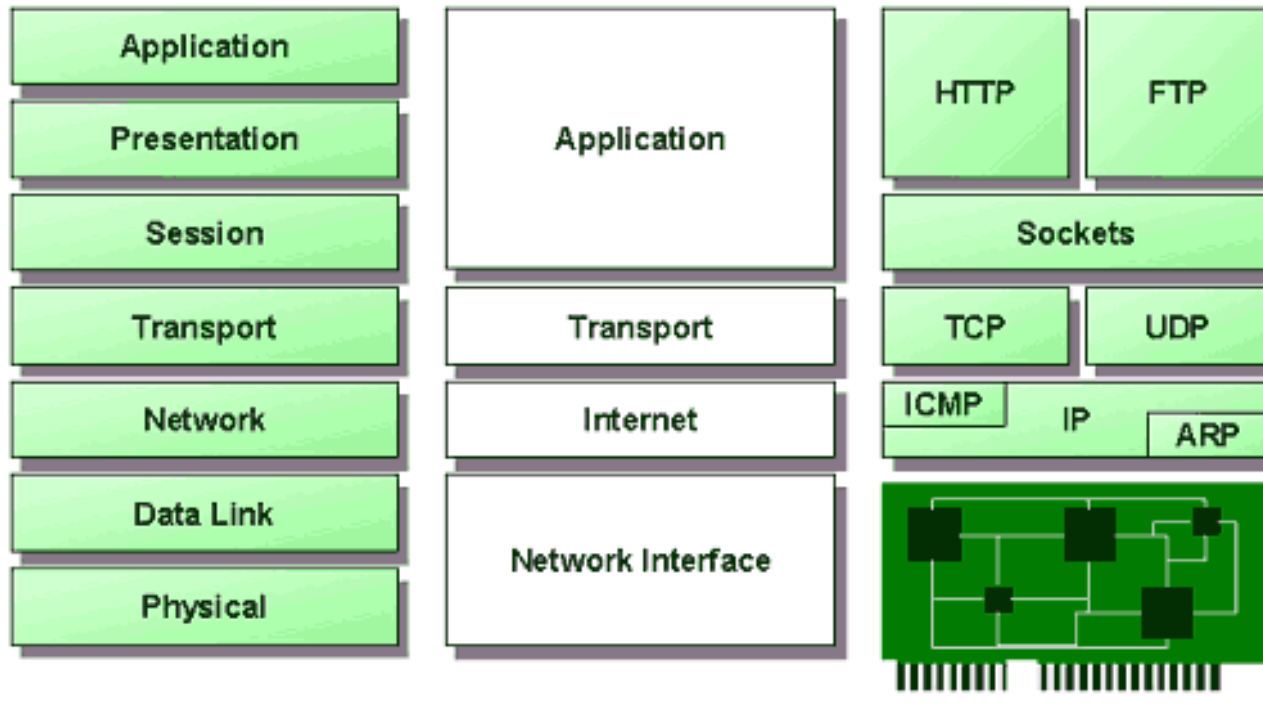 Application
Presentation
Session
Transport
Network
Data Link
Physical
Application
Transport
Internet
Network Interface
HTTP FTP
Sockets
TCP UDP
ICMP IP ARP